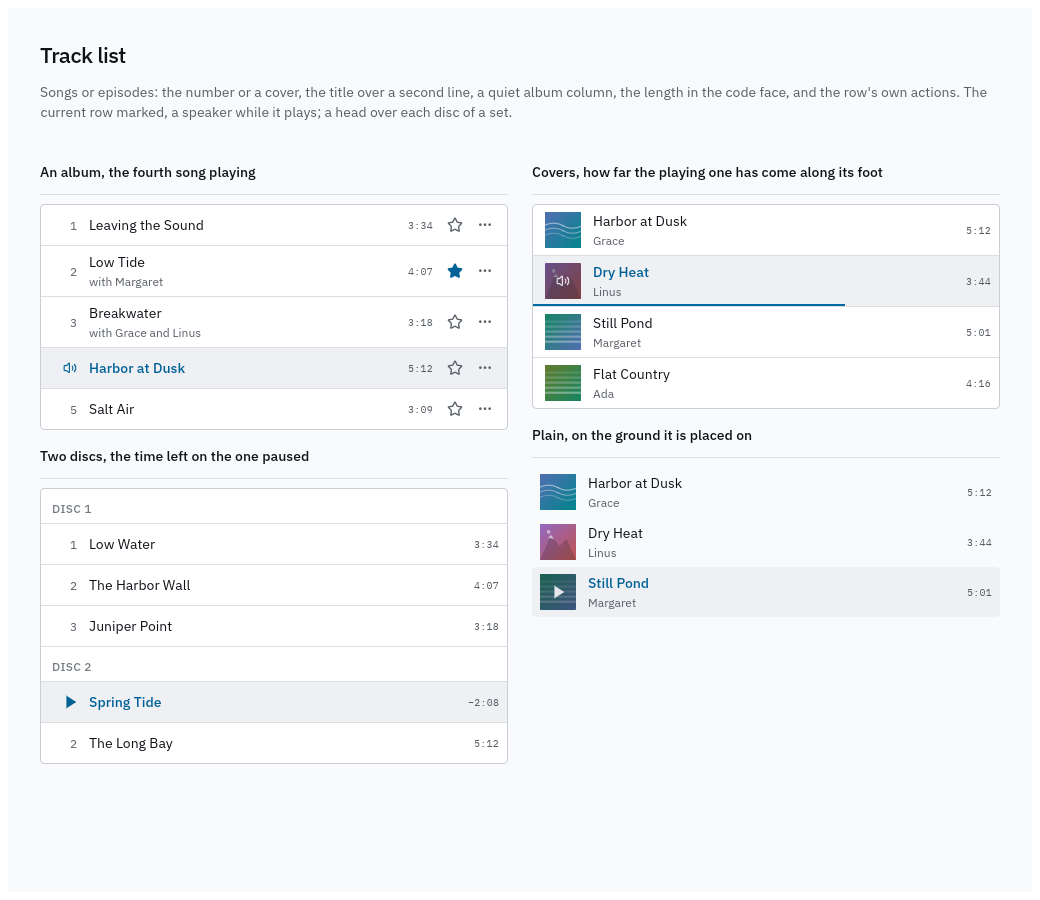 Track list
Songs or episodes: the number or a cover, the title over a second line, a quiet album column, the length in the code face, and the row's own actions. The
current row marked, a speaker while it plays; a head over each disc of a set.
An album, the fourth song playing
1 Leaving the Sound 3:34
2 Low Tide 4:07
with Margaret
3 Breakwater 3:18
with Grace and Linus
Harbor at Dusk 5:12
5 Salt Air 3:09
Two discs, the time left on the one paused
DISC 1
1 Low Water 3:34
2 The Harbor Wall 4:07
3 Juniper Point 3:18
DISC 2
Spring Tide −2:08
2 The Long Bay 5:12
Covers, how far the playing one has come along its foot
Harbor at Dusk 5:12
Grace
Dry Heat 3:44
Linus
Still Pond 5:01
Margaret
Flat Country 4:16
Ada
Plain, on the ground it is placed on
Harbor at Dusk 5:12
Grace
Dry Heat 3:44
Linus
Still Pond 5:01
Margaret